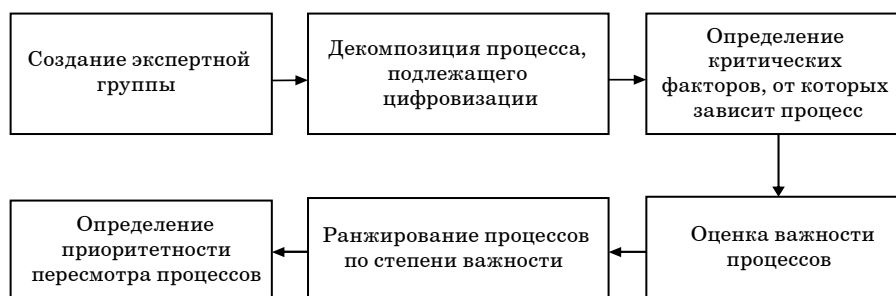 Создание экспертной
группы
Декомпозиция процесса,
подлежащего
цифровизации
Определение
критических
факторов, от которых
зависит процесс
Оценка важности
процессов
Ранжирование процессов
по степени важности
Определение
приоритетности
пересмотра процессов